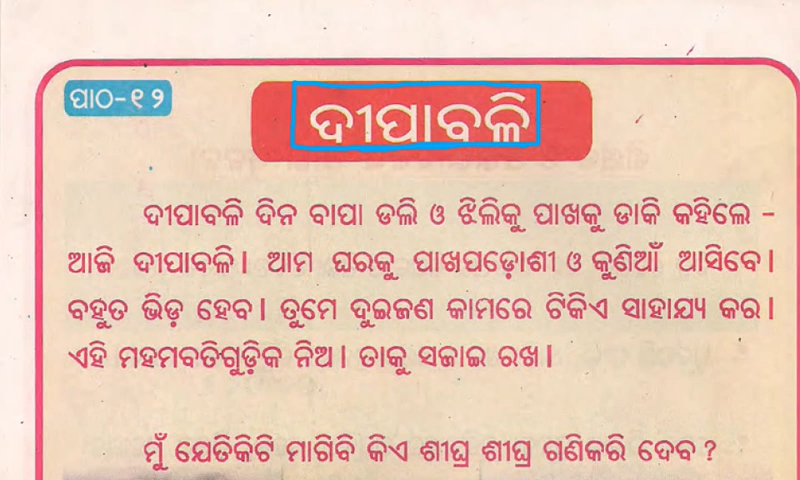 ପାଠ-୧୨
ଦୀପାବଳି
ଦୀପାବଳି ଦିନ ବାପା ଡଲି ଓ ଝିଲିକୁ ପାଖକୁ ଡାକି କହିଲେ –
ଆଜି ଦୀପାବଳି। ଆମ ଘରକୁ ପାଖପଡ଼ୋଶୀ ଓ କୁଣିଆଁ ଆସିବେ।
ବହୁତ ଭିଡ଼ ହେବ। ତୁମେ ଦୁଇଜଣ କାମରେ ଟିକିଏ ସାହାଯ୍ୟ କର।
ଏହି ମହମବତିଗୁଡ଼ିକ ନିଅ। ତାକୁ ସଜାଇ ରଖ।
ମୁଁ ଯେତିକିଟି ମାଗିବି କିଏ ଶୀଘ୍ର ଶୀଘ୍ର ଗଣିକରି ଦେବ ?